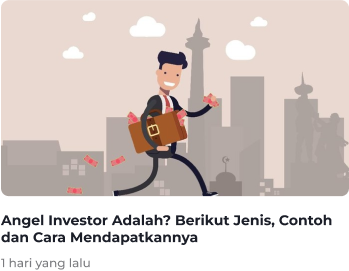 Angel Investor Adalah? Berikut Jenis, Contoh
dan Cara Mendapatkannya
1 hari yang lalu